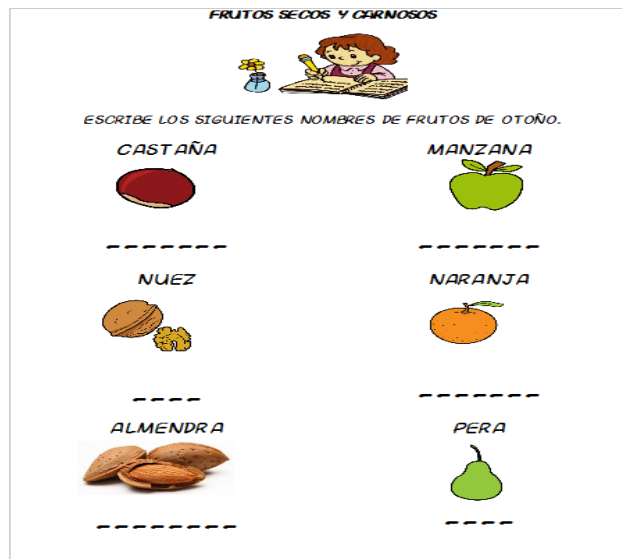 FRUTOS SECOS Y CARNOSOS
ESCRIBE LOS SIGUIENTES NOMBRES DE FRUTOS DE OTOÑO.
CASTAÑA
MANZANA
NUEZ
NARANJA
ALMENDRA
PERA